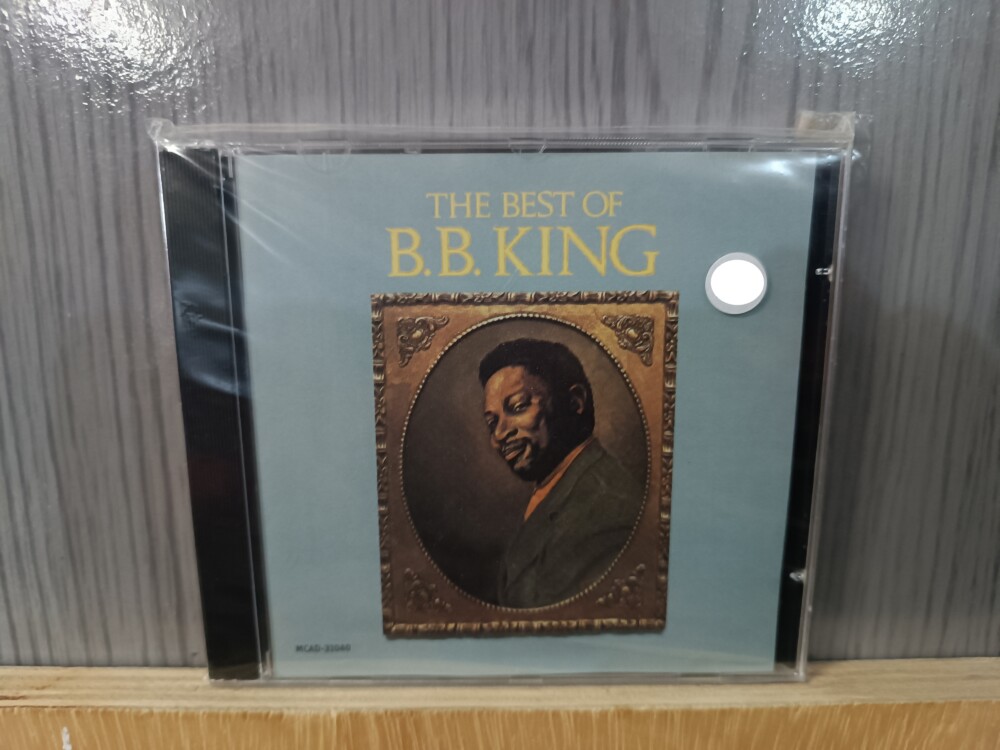 THE BEST OF
B.B. KING
MCAD-31040